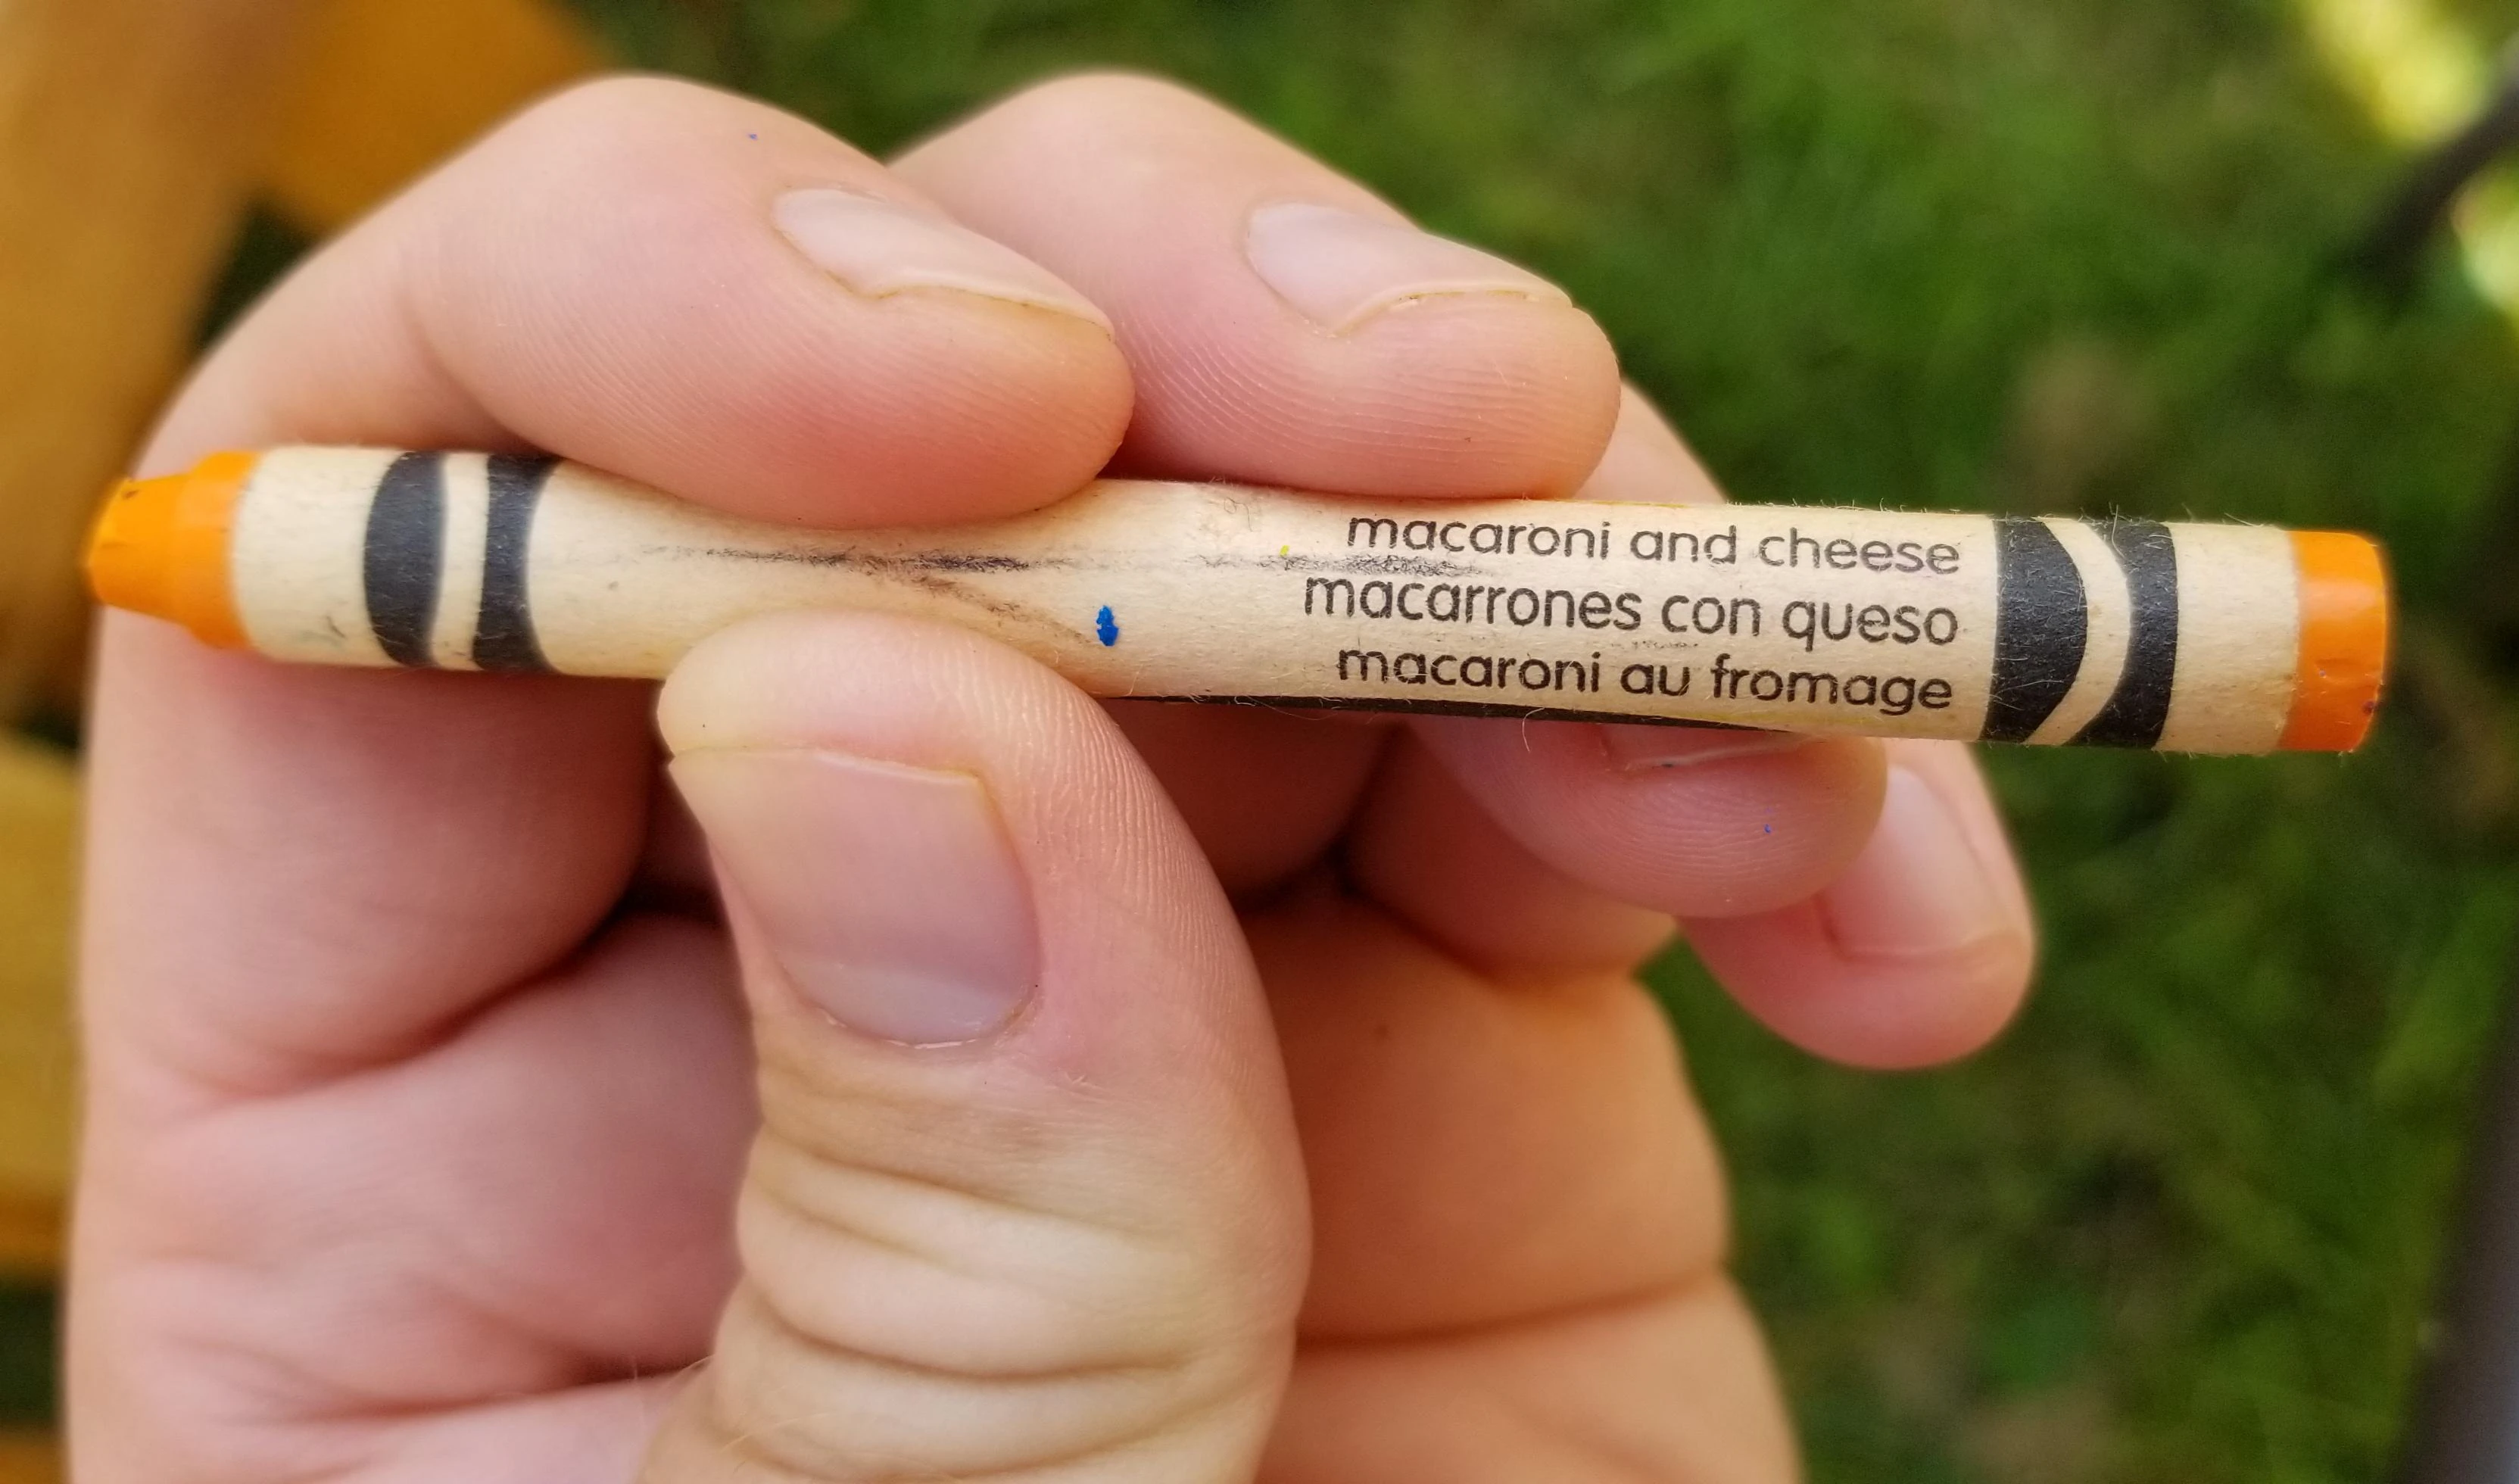 macaroni and cheese
macarrones con queso
macaroni au fromage